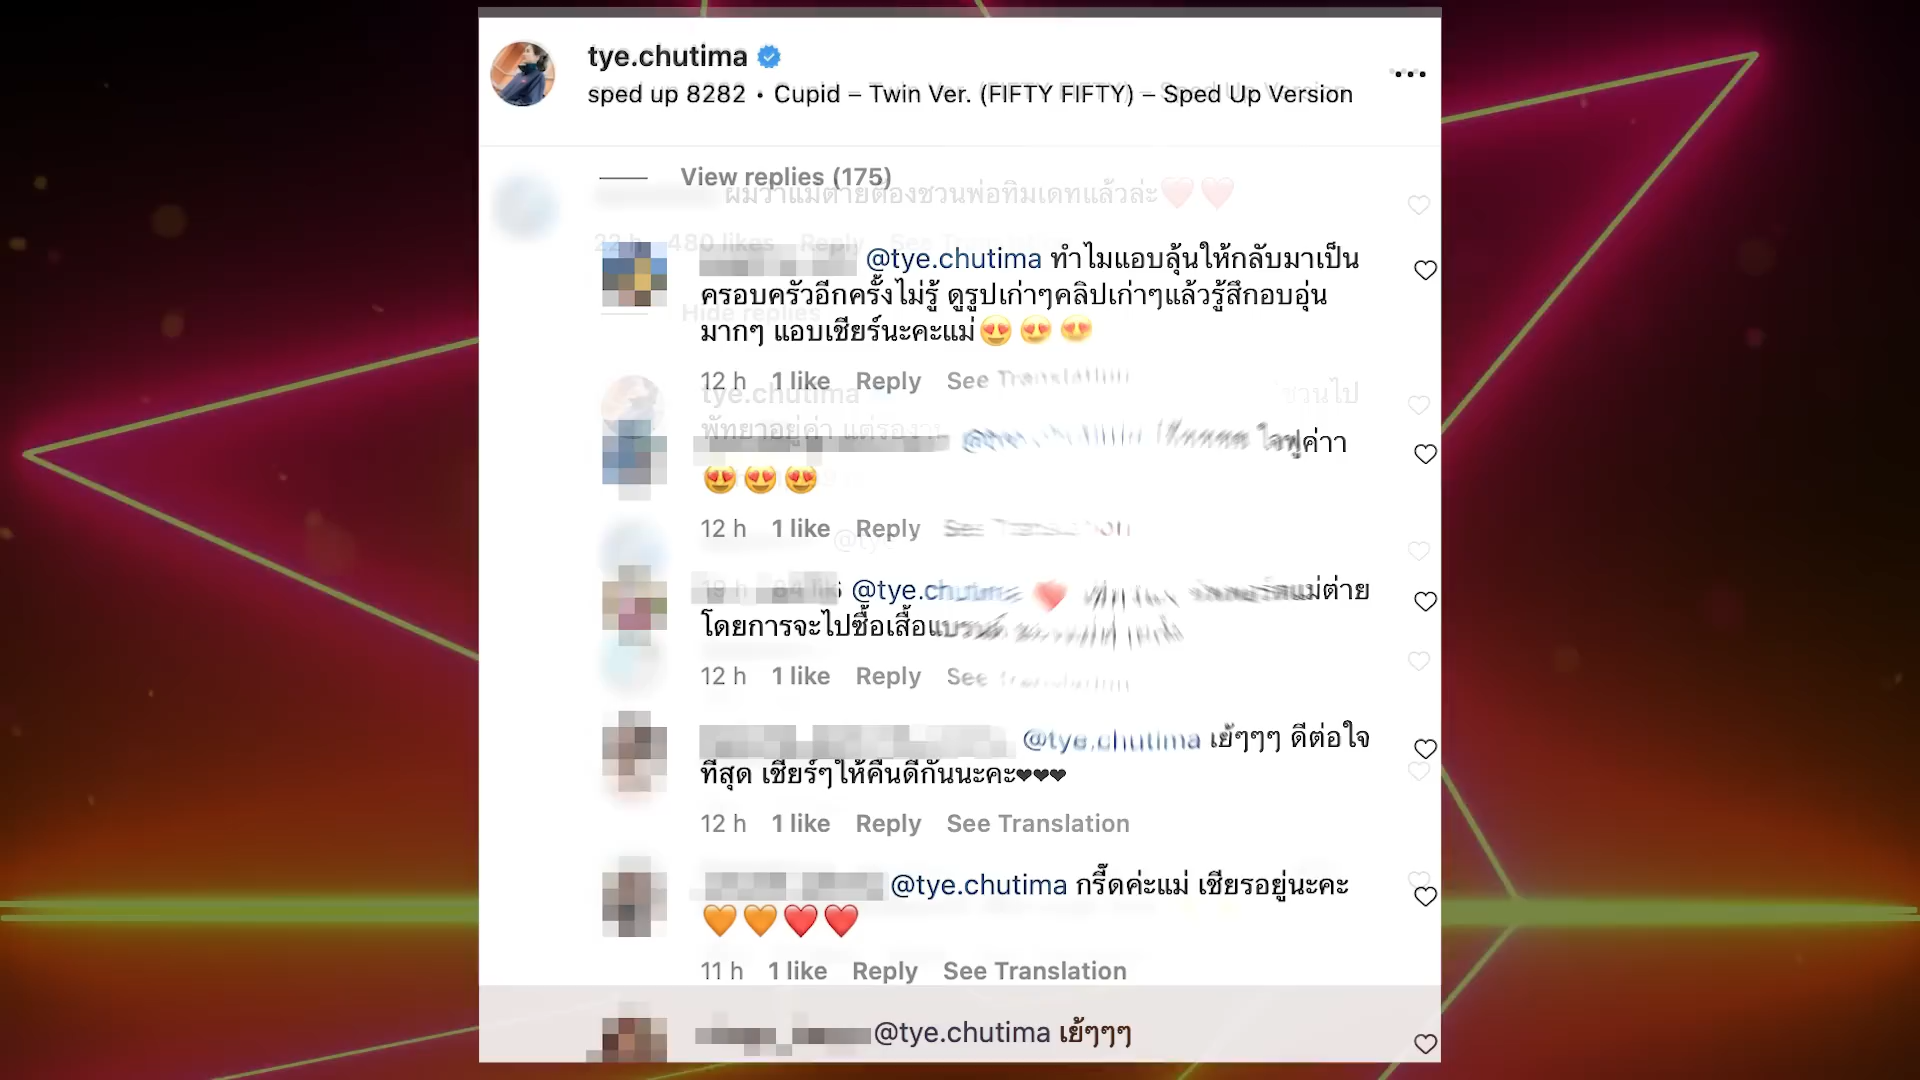 tye.chutima
sped up 8282 • Cupid – Twin Ver. (FIFTY FIFTY) – Sped Up Version
View replies (175)
ผมว่าแม่ต่ายต้องชวนพ่อทิมเดทแล้วล่ะ❤️❤️
22 h 480 likes Reply See
@tye.chutima ทำไมแอบลุ้นให้กลับมาเป็น
ครอบครัวอีกครั้งไม่รู้ ดูรูปเก่าๆคลิปเก่าๆแล้วรู้สึกอบอุ่น
Hide replies
มากๆ แอบเชียร์นะคะแม่😍😍😍
12 h 1 like Reply See Translation
tye.chutima ชวนไป
พัทยาอยู่ค่า
ใจฟูค่าา
😍😍😍
12 h 1 like Reply See Translation
@tye.chutima ❤️ แม่ต่าย
โดยการจะไปซื้อเสื้อแบรนด์
12 h 1 like Reply See
@tye.chutima เย้ๆๆๆ ดีต่อใจ
ที่สุด เชียร์ๆให้คืนดีกันนะคะ❤❤❤
12 h 1 like Reply See Translation
@tye.chutima กรี๊ดค่ะแม่ เชียรอยู่นะคะ
🧡🧡❤️❤️
11 h 1 like Reply See Translation
@tye.chutima เย้ๆๆๆ